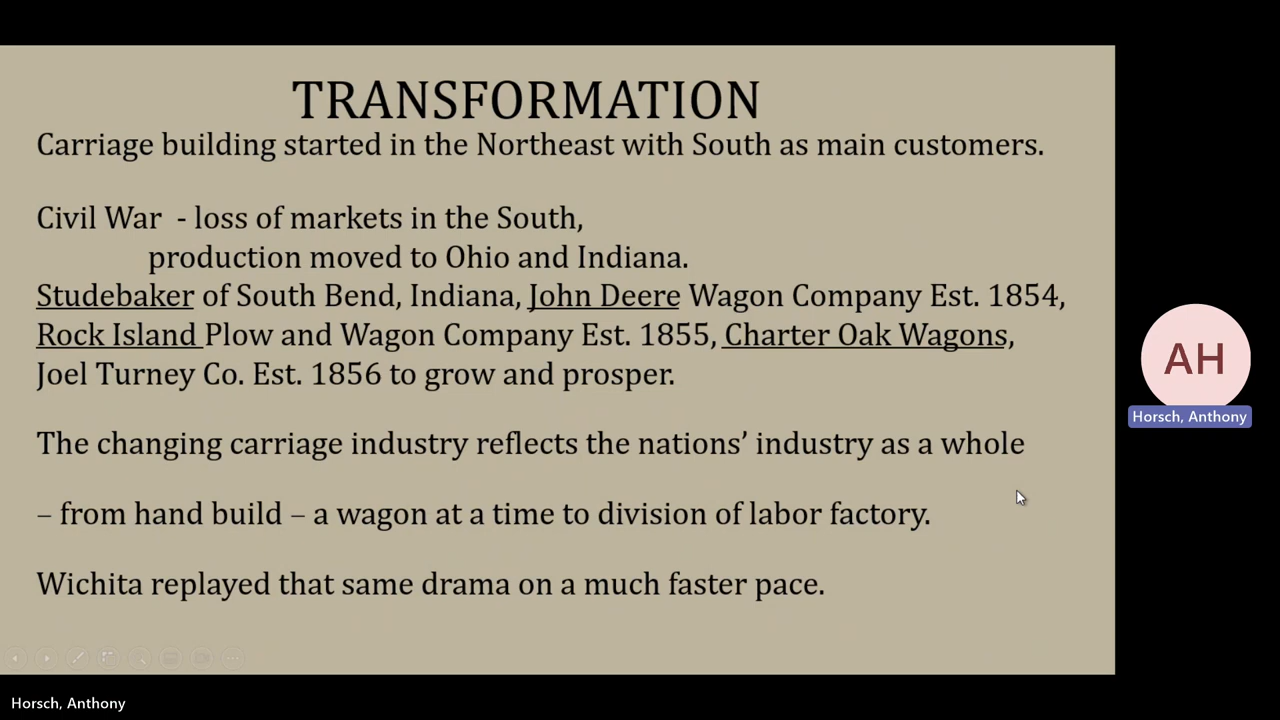 TRANSFORMATION
Carriage building started in the Northeast with South as main customers.
Civil War - loss of markets in the South,
production moved to Ohio and Indiana.
Studebaker of South Bend, Indiana, John Deere Wagon Company Est. 1854,
Rock Island Plow and Wagon Company Est. 1855, Charter Oak Wagons,
Joel Turney Co. Est. 1856 to grow and prosper.
The changing carriage industry reflects the nations’ industry as a whole
– from hand build – a wagon at a time to division of labor factory.
Wichita replayed that same drama on a much faster pace.
AH
Horsch, Anthony
Horsch, Anthony